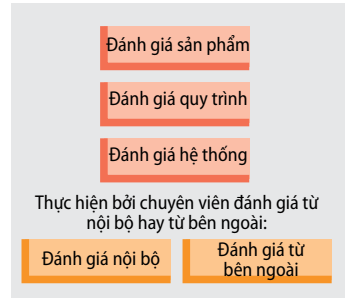 Đánh giá sản phẩm
Đánh giá quy trình
Đánh giá hệ thống
Thực hiện bởi chuyên viên đánh giá từ
nội bộ hay từ bên ngoài:
Đánh giá nội bộ
Đánh giá từ
bên ngoài